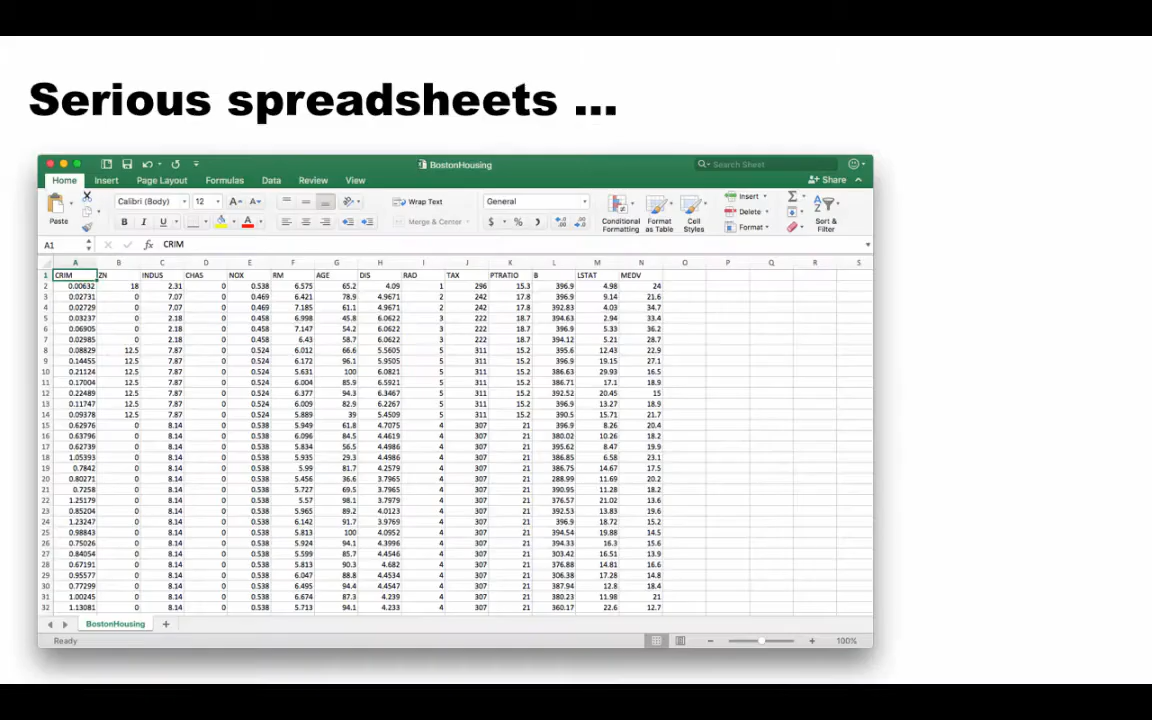 Serious spreadsheets ...
BostonHousing
Search Sheet
Home Insert Page Layout Formulas Data Review View
Share
Paste
Calibri (Body) 12
A A
Wrap Text
General
Conditional Formatting
Format as Table
Cell Styles
Insert
Delete
Format
Sort & Filter
B I U
A
Merge & Center
$ % )
A1 fx CRIM
A B C D E F G H I J K L M N O P Q R S
1 CRIM ZN INDUS CHAS NOX RM AGE DIS RAD TAX PTRATIO B LSTAT MEDV
2 0.00632 18 2.31 0 0.538 6.575 65.2 4.09 1 296 15.3 396.9 4.98 24
3 0.02731 0 7.07 0 0.469 6.421 78.9 4.9671 2 242 17.8 396.9 9.14 21.6
4 0.02729 0 7.07 0 0.469 7.185 61.1 4.9671 2 242 17.8 392.83 4.03 34.7
5 0.03237 0 2.18 0 0.458 6.998 45.8 6.0622 3 222 18.7 394.63 2.94 33.4
6 0.06905 0 2.18 0 0.458 7.147 54.2 6.0622 3 222 18.7 396.9 5.33 36.2
7 0.02985 0 2.18 0 0.458 6.43 58.7 6.0622 3 222 18.7 394.12 5.21 28.7
8 0.08829 12.5 7.87 0 0.524 6.012 66.6 5.5605 5 311 15.2 395.6 12.43 22.9
9 0.14455 12.5 7.87 0 0.524 6.172 96.1 5.9505 5 311 15.2 396.9 19.15 27.1
10 0.21124 12.5 7.87 0 0.524 5.631 100 6.0821 5 311 15.2 386.63 29.93 16.5
11 0.17004 12.5 7.87 0 0.524 6.004 85.9 6.5921 5 311 15.2 386.71 17.1 18.9
12 0.22489 12.5 7.87 0 0.524 6.377 94.3 6.3467 5 311 15.2 392.52 20.45 15
13 0.11747 12.5 7.87 0 0.524 6.009 82.9 6.2267 5 311 15.2 396.9 13.27 18.9
14 0.09378 12.5 7.87 0 0.524 5.889 39 5.4509 5 311 15.2 390.5 15.71 21.7
15 0.62976 0 8.14 0 0.538 5.949 61.8 4.7075 4 307 21 396.9 8.26 20.4
16 0.63796 0 8.14 0 0.538 6.096 84.5 4.4619 4 307 21 380.02 10.26 18.2
17 0.62739 0 8.14 0 0.538 5.834 56.5 4.4986 4 307 21 395.62 8.47 19.9
18 1.05393 0 8.14 0 0.538 5.935 29.3 4.4986 4 307 21 386.85 6.58 23.1
19 0.7842 0 8.14 0 0.538 5.99 81.7 4.2579 4 307 21 386.75 14.67 17.5
20 0.80271 0 8.14 0 0.538 5.456 36.6 3.7965 4 307 21 288.99 11.69 20.2
21 0.7258 0 8.14 0 0.538 5.727 69.5 3.7965 4 307 21 390.95 11.28 18.2
22 1.25179 0 8.14 0 0.538 5.57 98.1 3.7979 4 307 21 376.57 21.02 13.6
23 0.85204 0 8.14 0 0.538 5.965 89.2 4.0123 4 307 21 392.53 13.83 19.6
24 1.23247 0 8.14 0 0.538 6.142 91.7 3.9769 4 307 21 396.9 18.72 15.2
25 0.98843 0 8.14 0 0.538 5.813 100 4.0952 4 307 21 394.54 19.88 14.5
26 0.75026 0 8.14 0 0.538 5.924 94.1 4.3996 4 307 21 394.33 16.3 15.6
27 0.84054 0 8.14 0 0.538 5.599 85.7 4.4546 4 307 21 303.42 16.51 13.9
28 0.67191 0 8.14 0 0.538 5.813 90.3 4.682 4 307 21 376.88 14.81 16.6
29 0.95577 0 8.14 0 0.538 6.047 88.8 4.4534 4 307 21 306.38 17.28 14.8
30 0.77299 0 8.14 0 0.538 6.495 94.4 4.4547 4 307 21 387.94 12.8 18.4
31 1.00245 0 8.14 0 0.538 6.674 87.3 4.239 4 307 21 380.23 11.98 21
32 1.13081 0 8.14 0 0.538 5.713 94.1 4.233 4 307 21 360.17 22.6 12.7
BostonHousing +
Ready
100%